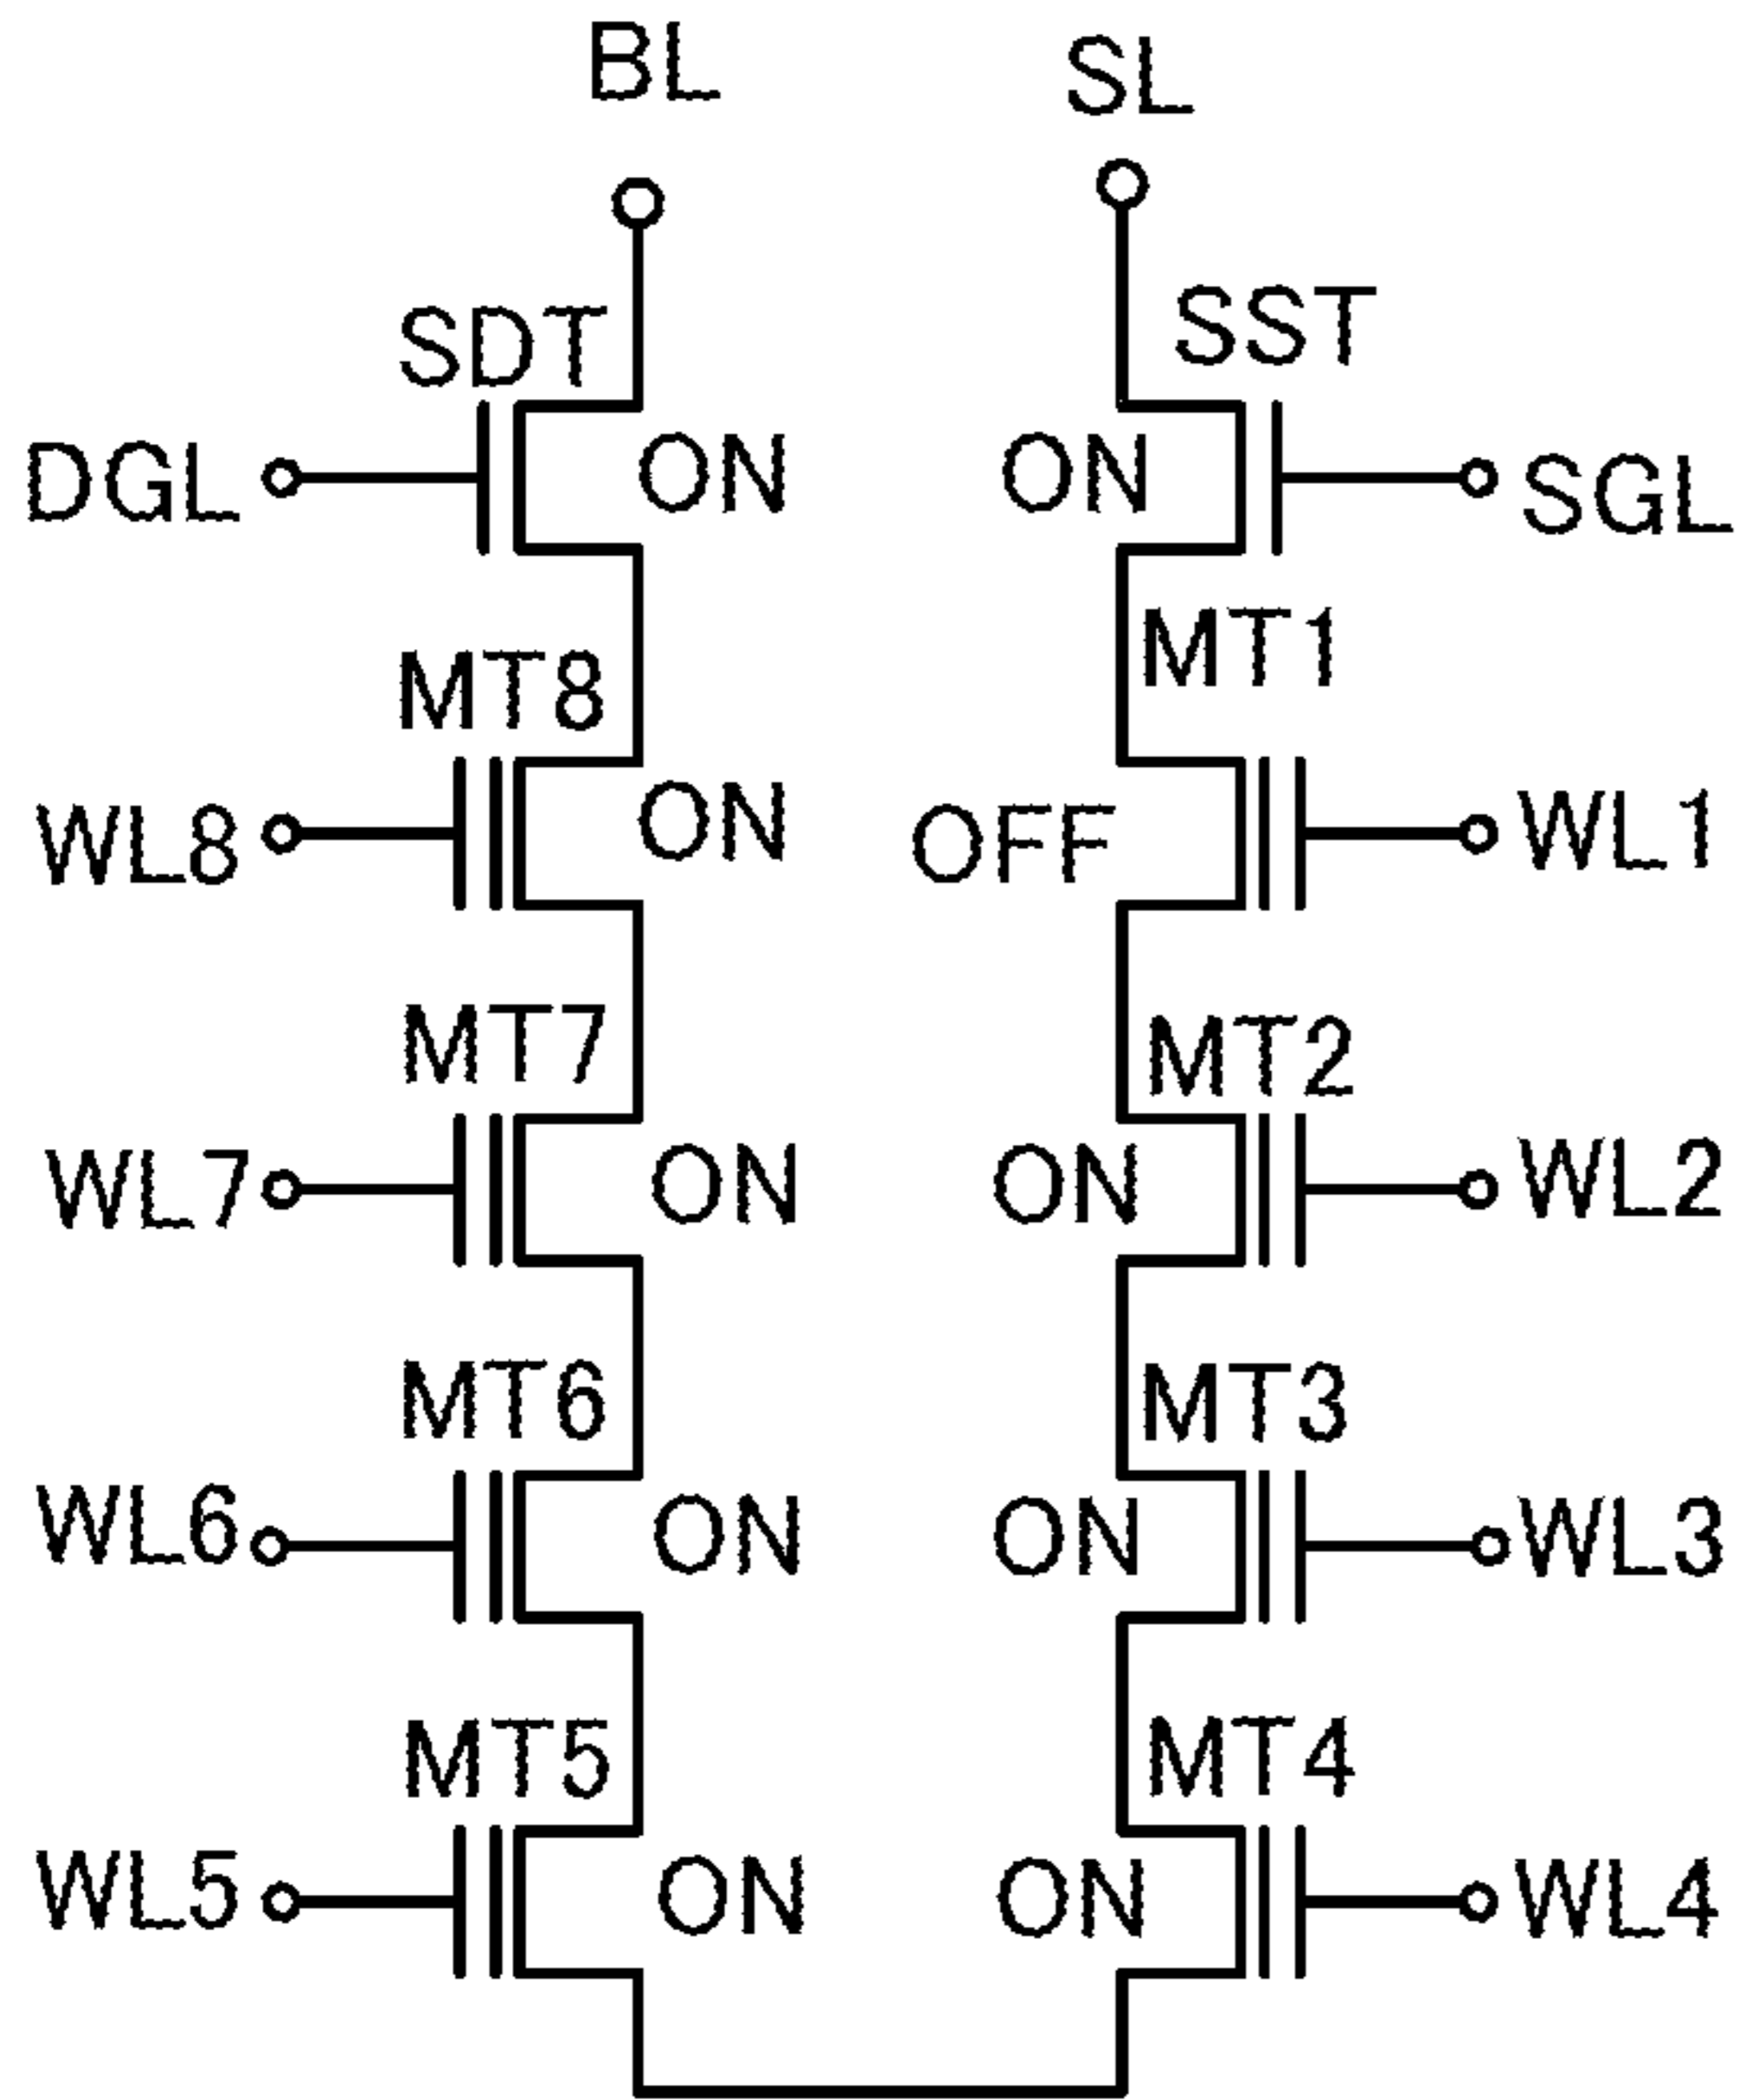 BL SL
SDT SST
DGL ON ON SGL
MT8 MT1
WL8 ON OFF WL1
MT7 MT2
WL7 ON ON WL2
MT6 MT3
WL6 ON ON WL3
MT5 MT4
WL5 ON ON WL4